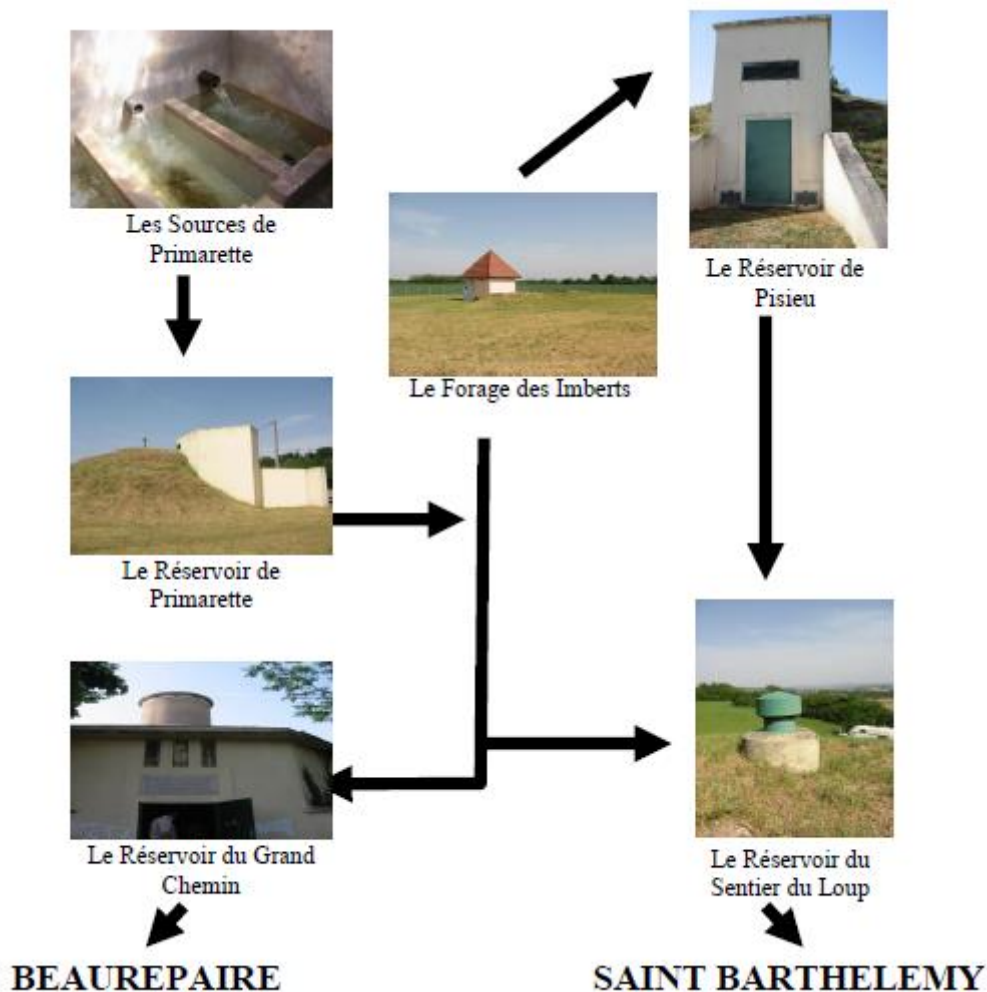 Les Sources de
Primarette
Le Réservoir de
Pisieu
Le Forage des Imberts
Le Réservoir de
Primarette
Le Réservoir du Grand
Chemin
Le Réservoir du
Sentier du Loup
BEAUREPAIRE
SAINT BARTHELEMY